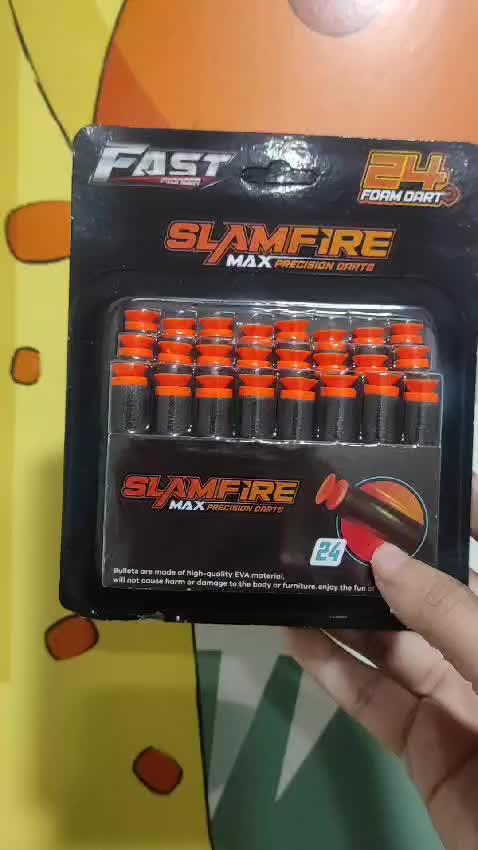 FAST
PIONEER
24
FOAM DART
SLAMFIRE
MAX PRECISION DARTS
SLAMFIRE
MAX PRECISION DARTS
24
Bullets are made of high-quality EVA material,
will not cause harm or damage to the body or furniture. enjoy the fun of